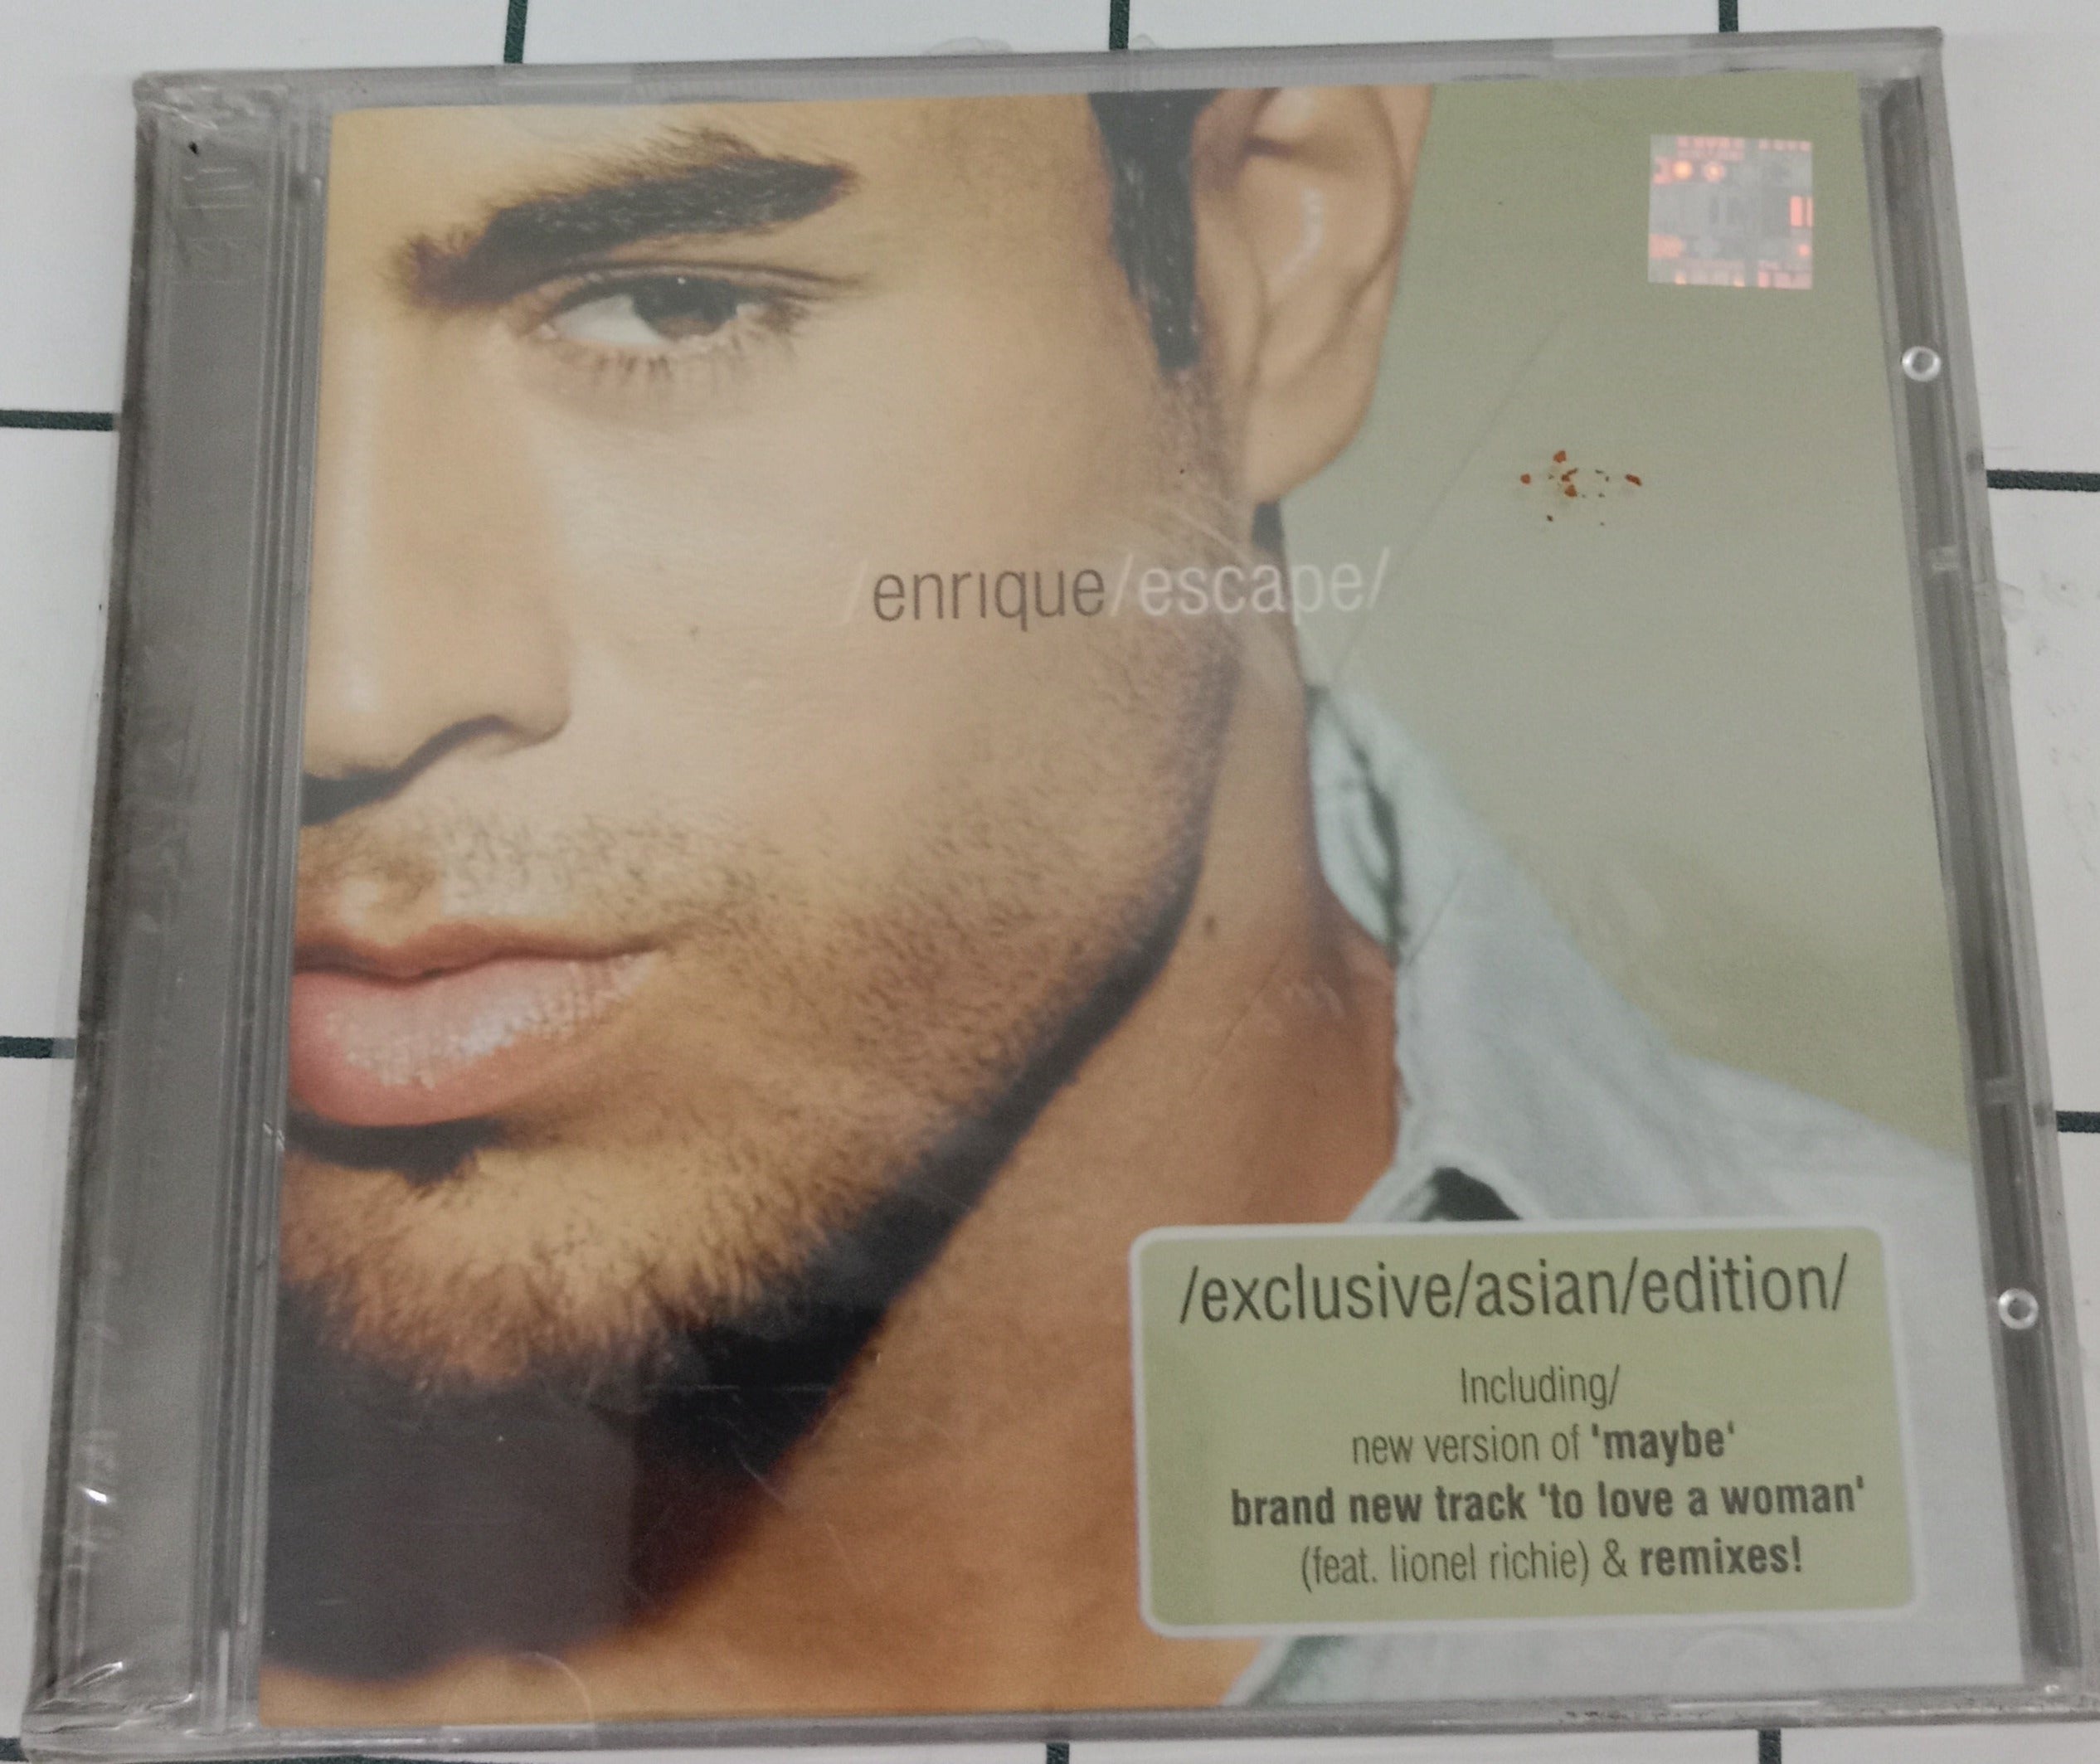 /enrique/escape/
/exclusive/asian/edition/
Including/
new version of 'maybe'
brand new track 'to love a woman'
(feat. lionel richie) & remixes!